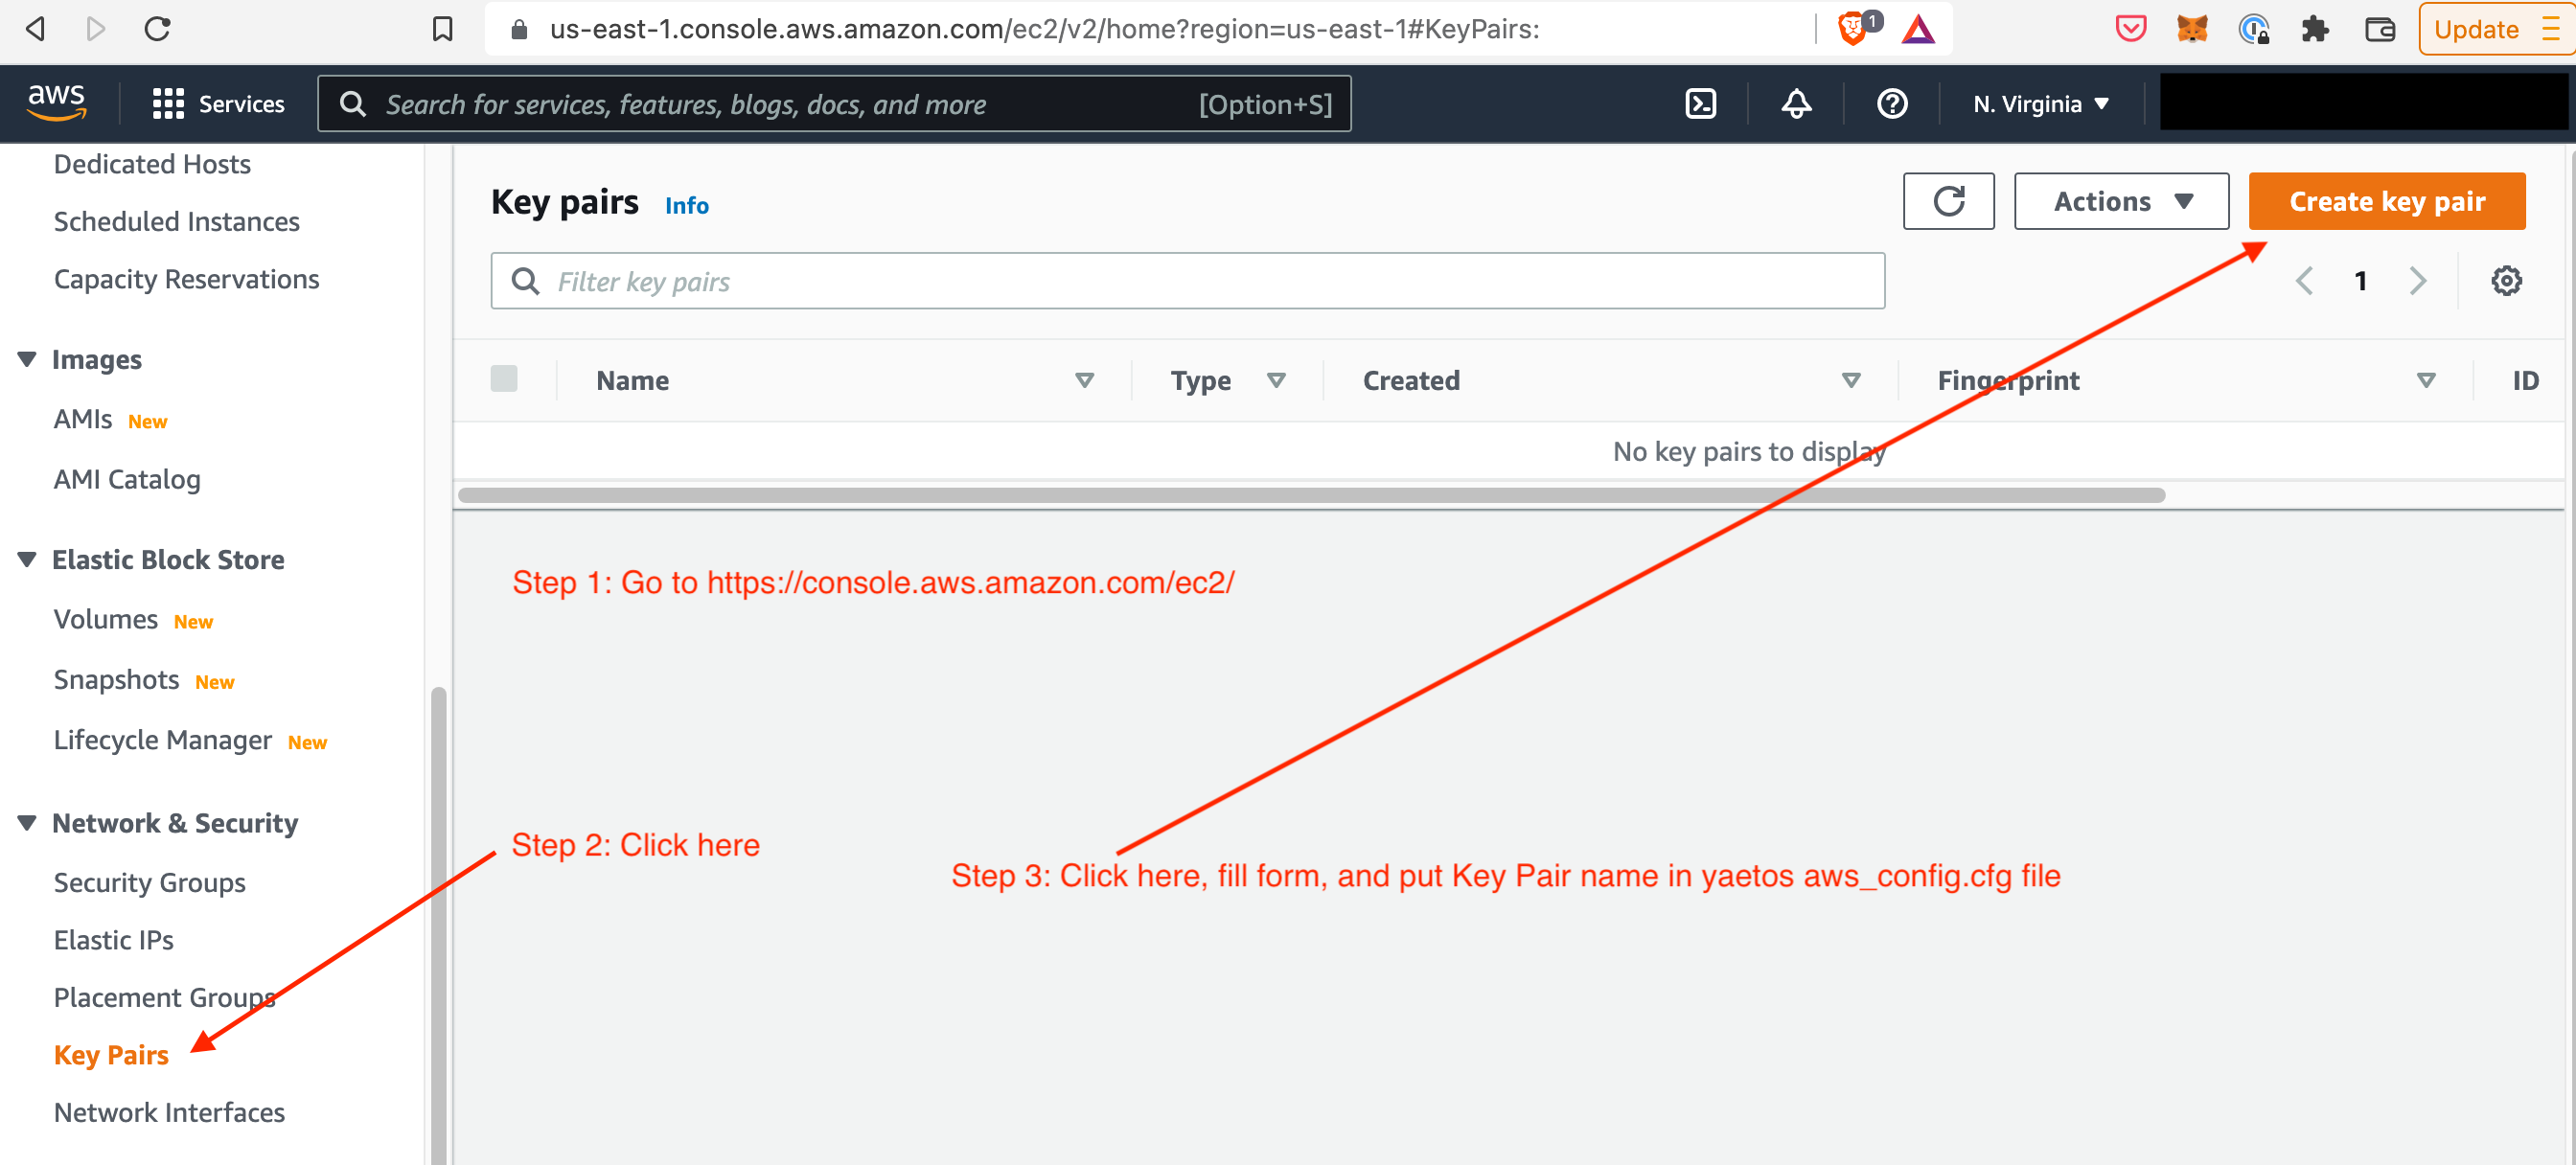 us-east-1.console.aws.amazon.com/ec2/v2/home?region=us-east-1#KeyPairs:
1
Update
aws
Services
Search for services, features, blogs, docs, and more
[Option+S]
N. Virginia
Dedicated Hosts
Scheduled Instances
Capacity Reservations
Images
AMIs New
AMI Catalog
Elastic Block Store
Volumes New
Snapshots New
Lifecycle Manager New
Network & Security
Security Groups
Elastic IPs
Placement Groups
Key Pairs
Network Interfaces
Key pairs Info
Actions
Create key pair
Filter key pairs
1
Name Type Created Fingerprint ID
No key pairs to display
Step 1: Go to https://console.aws.amazon.com/ec2/
Step 2: Click here
Step 3: Click here, fill form, and put Key Pair name in yaetos aws_config.cfg file